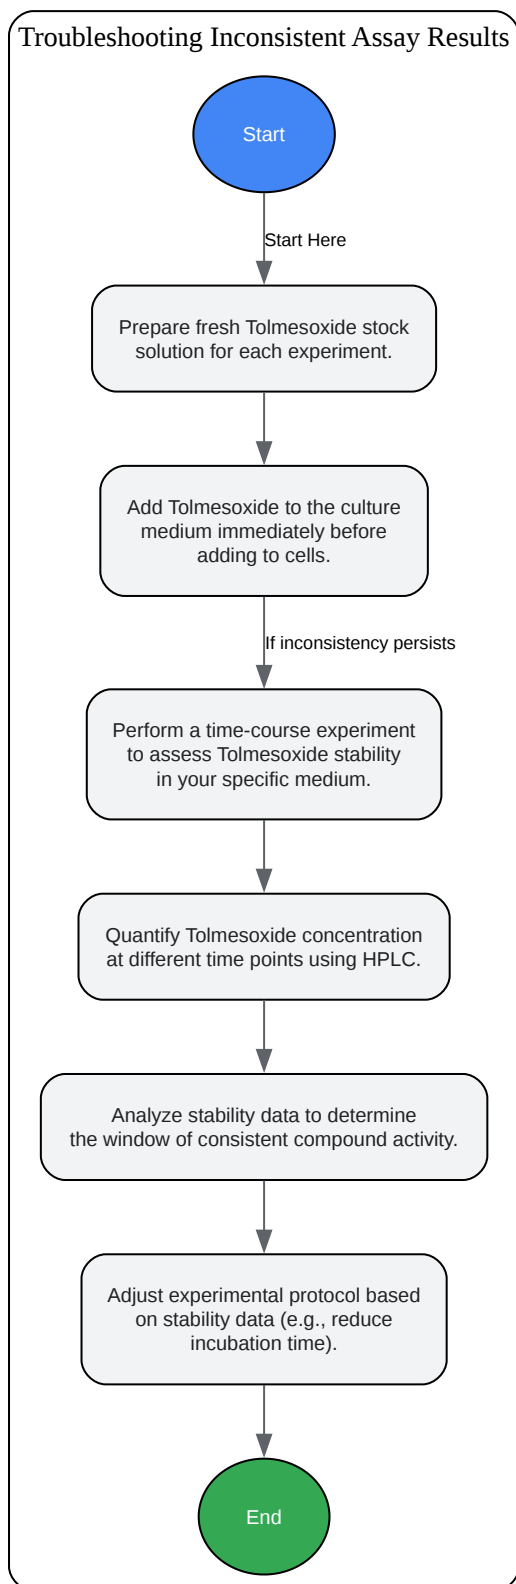 Troubleshooting Inconsistent Assay Results
Start
Start Here
Prepare fresh Tolmesoxide stock
solution for each experiment.
Add Tolmesoxide to the culture
medium immediately before
adding to cells.
If inconsistency persists
Perform a time-course experiment
to assess Tolmesoxide stability
in your specific medium.
Quantify Tolmesoxide concentration
at different time points using HPLC.
Analyze stability data to determine
the window of consistent compound activity.
Adjust experimental protocol based
on stability data (e.g., reduce
incubation time).
End